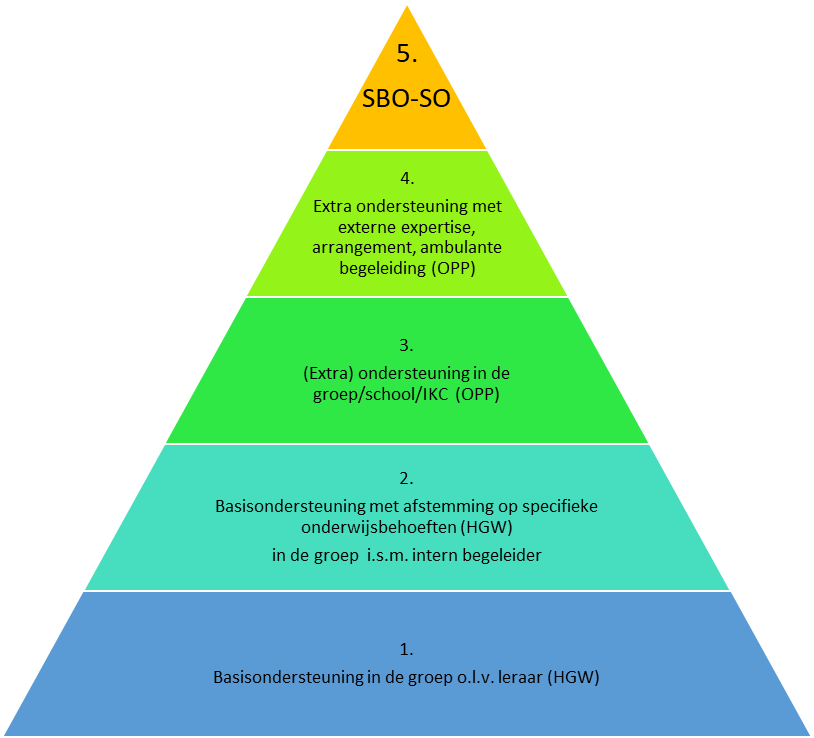 5.
SBO-SO
4.
Extra ondersteuning met
externe expertise,
arrangement, ambulante
begeleiding (OPP)
3.
(Extra) ondersteuning in de
groep/school/IKC (OPP)
2.
Basisondersteuning met afstemming op specifieke
onderwijsbehoeften (HGW)
in de groep i.s.m. intern begeleider
1.
Basisondersteuning in de groep o.l.v. leraar (HGW)